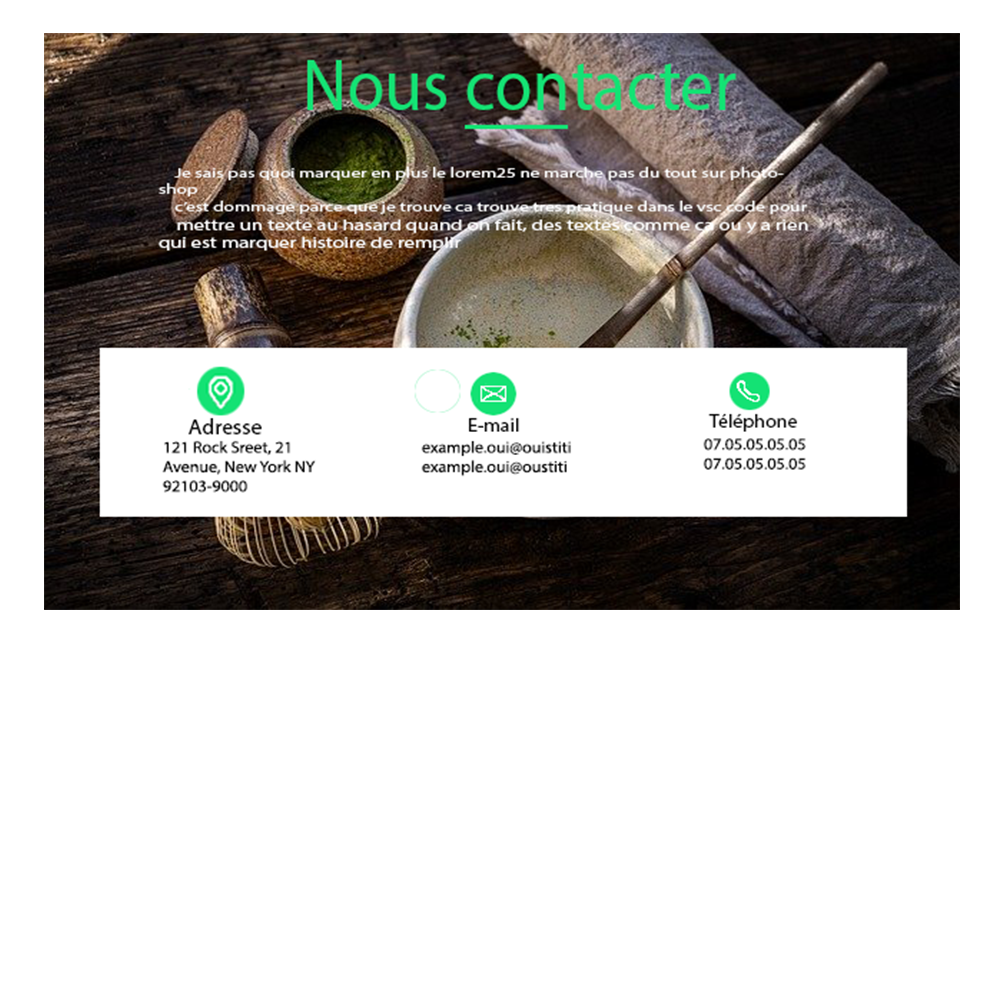 Nous contacter
Je sais pas quoi marquer en plus le lorem25 ne marche pas du tout sur photo-
shop
c'est dommage parce que je trouve ca trouve tres pratique dans le vsc code pour
mettre un texte au hasard quand on fait, des textes comme ça ou y a rien
qui est marquer histoire de remplir
Adresse
121 Rock Sreet, 21
Avenue, New York NY
92103-9000
E-mail
example.oui@ouistiti
example.oui@oustiti
Téléphone
07.05.05.05.05
07.05.05.05.05